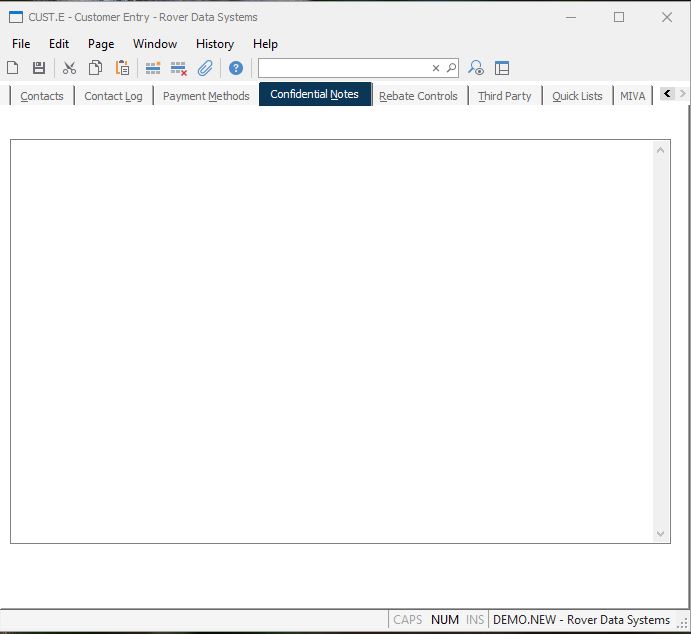 CUST.E - Customer Entry - Rover Data Systems
File Edit Page Window History Help
Contacts Contact Log Payment Methods Confidential Notes Rebate Controls Third Party Quick Lists MIVA
CAPS NUM INS DEMO.NEW - Rover Data Systems